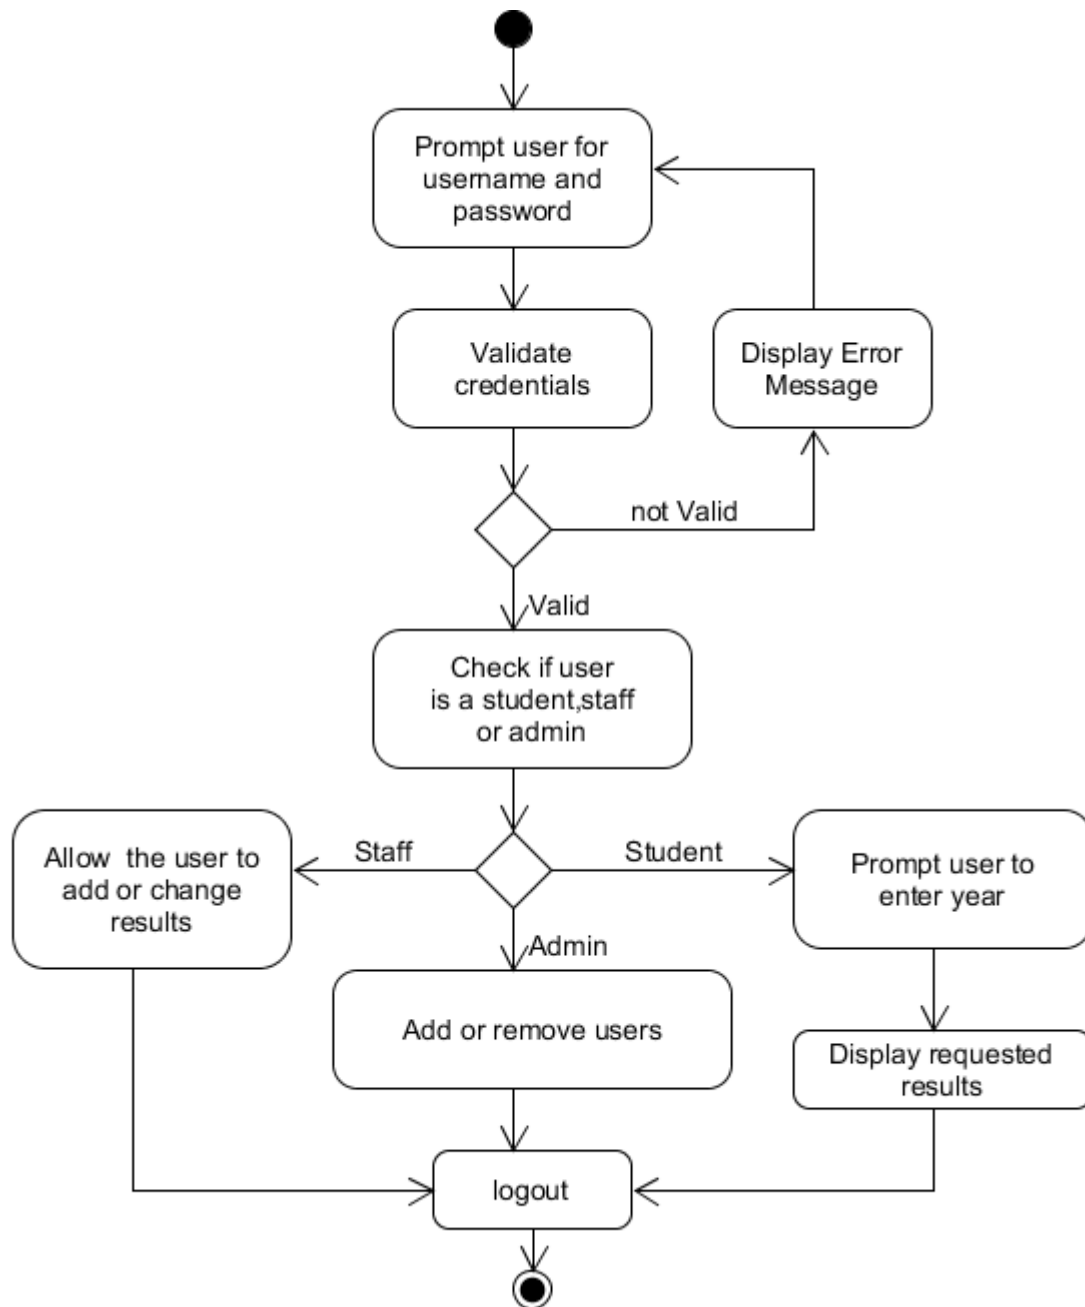 Prompt user for
username and
password
Validate
credentials
Display Error
Message
not Valid
Valid
Check if user
is a student,staff
or admin
Allow  the user to
add or change
results
Staff
Student
Prompt user to
enter year
Admin
Add or remove users
Display requested
results
logout